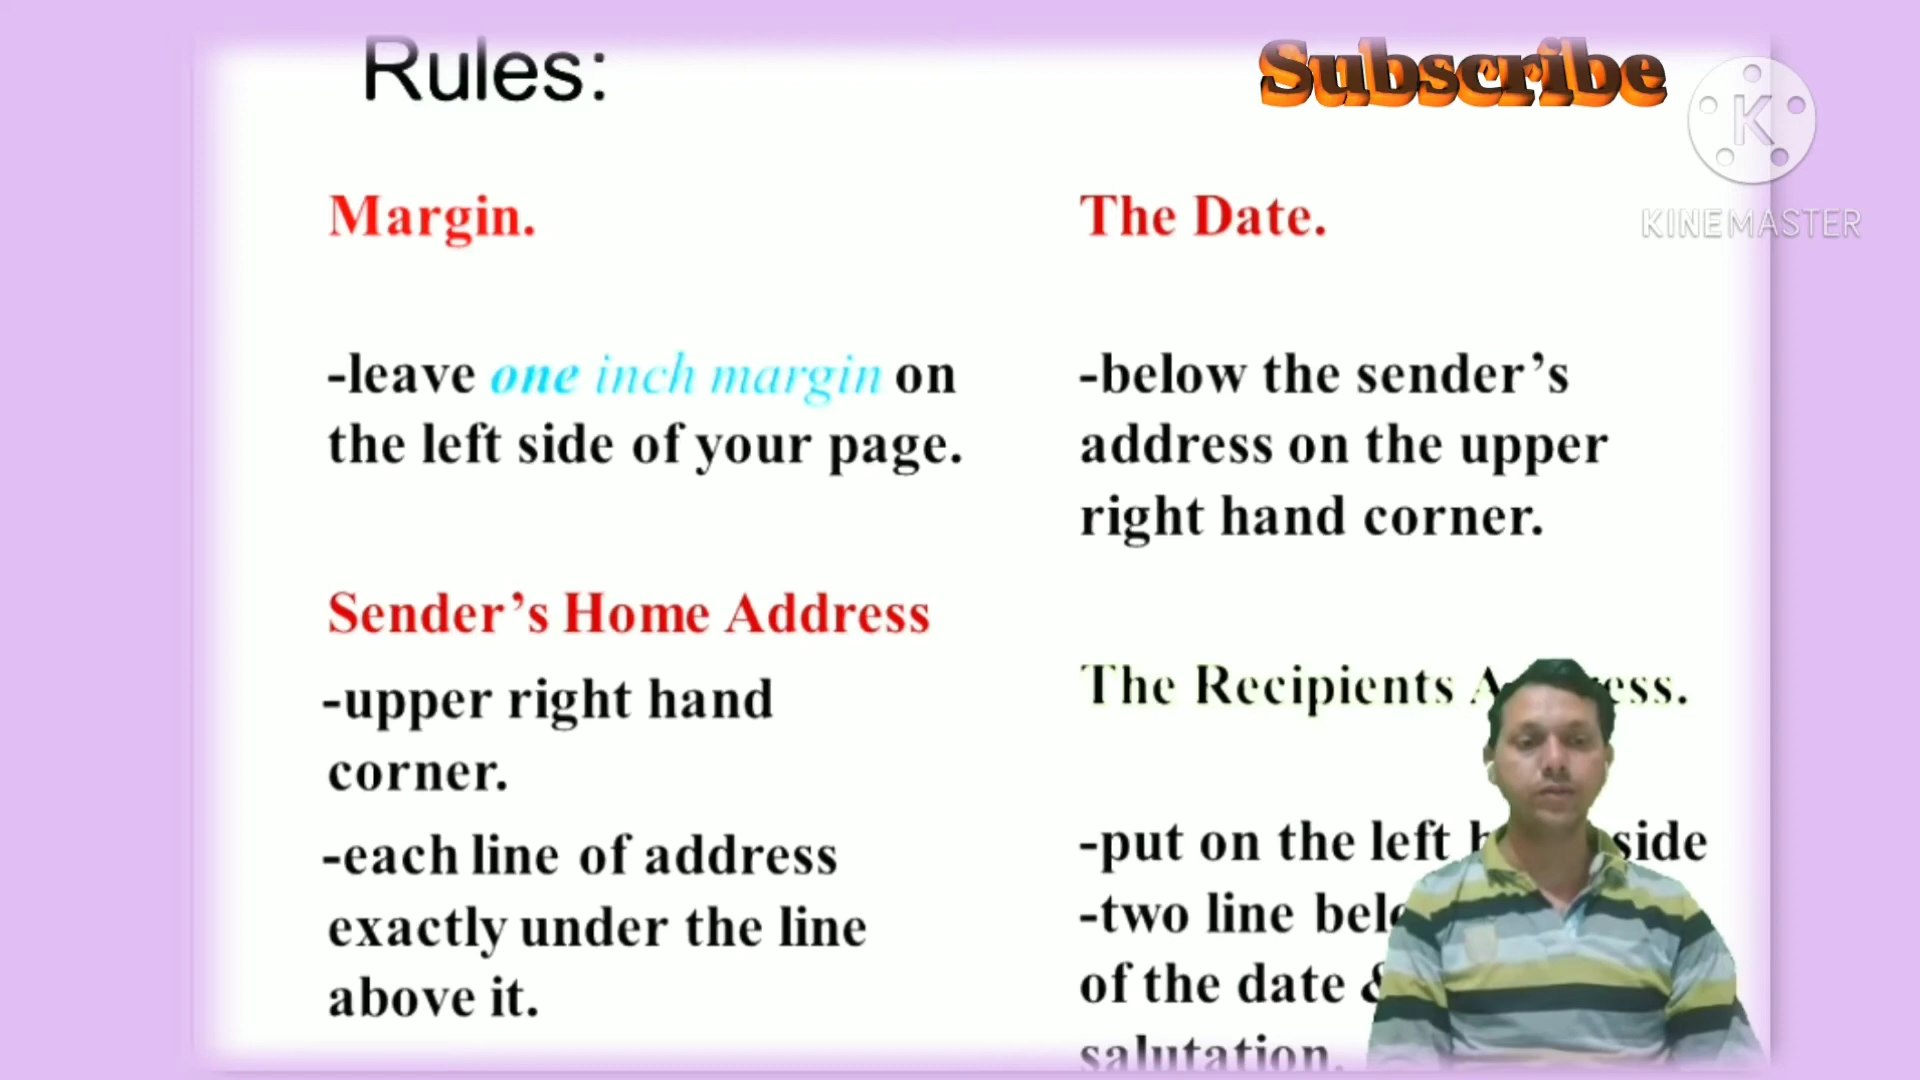 Rules:
Subscribe
K
KINEMASTER
Margin.
-leave one inch margin on
the left side of your page.
Sender’s Home Address
-upper right hand
corner.
-each line of address
exactly under the line
above it.
The Date.
-below the sender’s
address on the upper
right hand corner.
The Recipients
-put on the left side
-two line
of the date &
salutation.